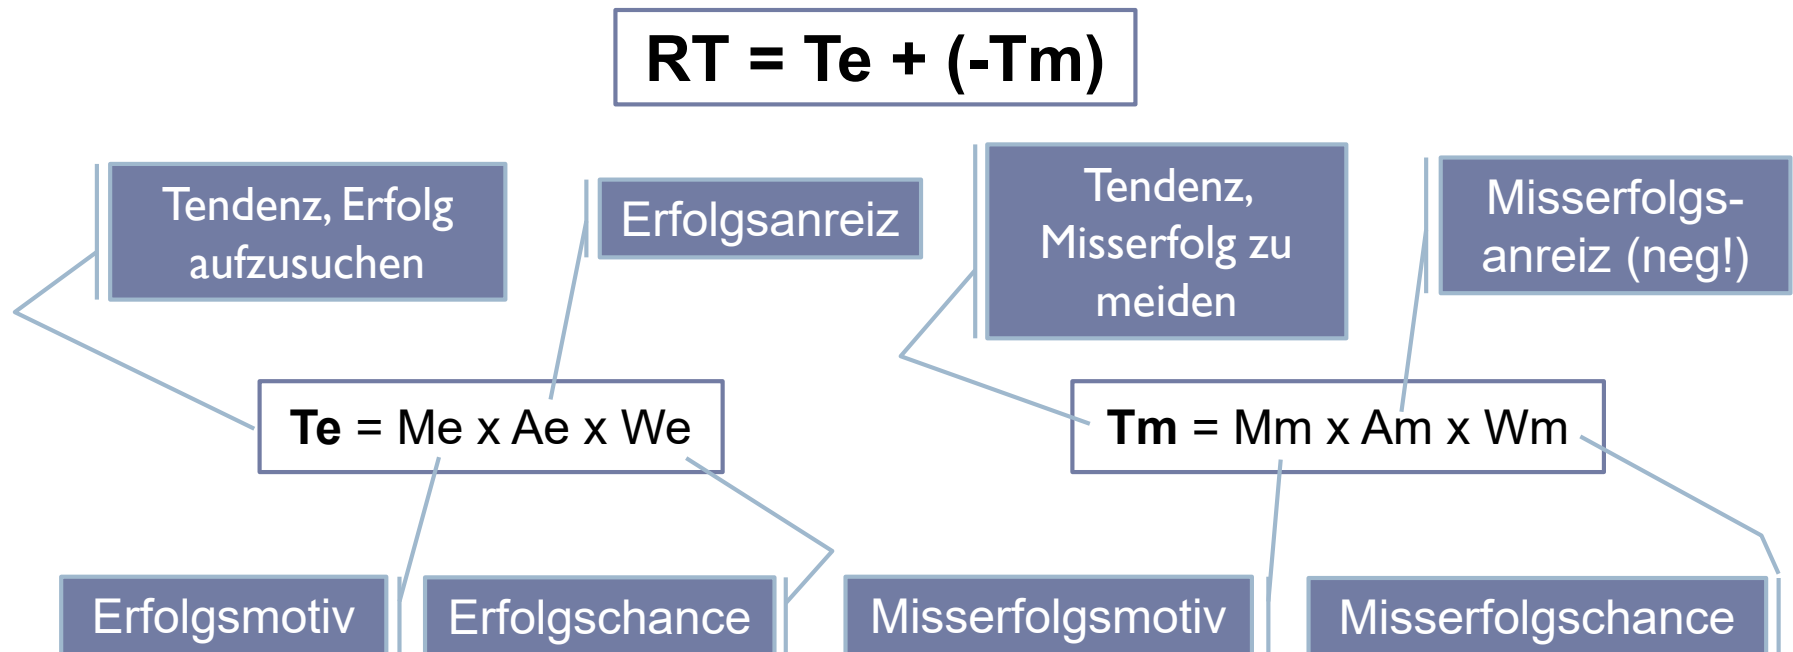 RT = Te + (-Tm)
Tendenz, Erfolg
aufzusuchen
Erfolgsanreiz
Tendenz,
Misserfolg zu
meiden
Misserfolgs-
anreiz (neg!)
Te = Me x Ae x We
Tm = Mm x Am x Wm
Erfolgsmotiv
Erfolgschance
Misserfolgsmotiv
Misserfolgschance